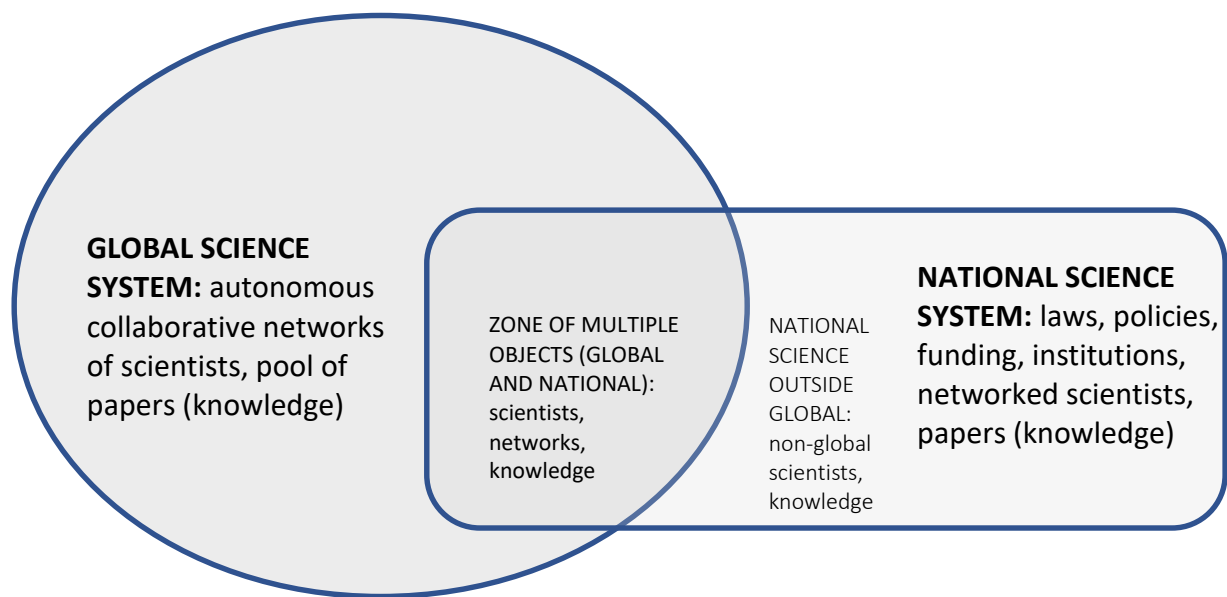 GLOBAL SCIENCE
SYSTEM: autonomous
collaborative networks
of scientists, pool of
papers (knowledge)
ZONE OF MULTIPLE
OBJECTS (GLOBAL
AND NATIONAL):
scientists,
networks,
knowledge
NATIONAL
SCIENCE
OUTSIDE
GLOBAL:
non-global
scientists,
knowledge
NATIONAL SCIENCE
SYSTEM: laws, policies,
funding, institutions,
networked scientists,
papers (knowledge)